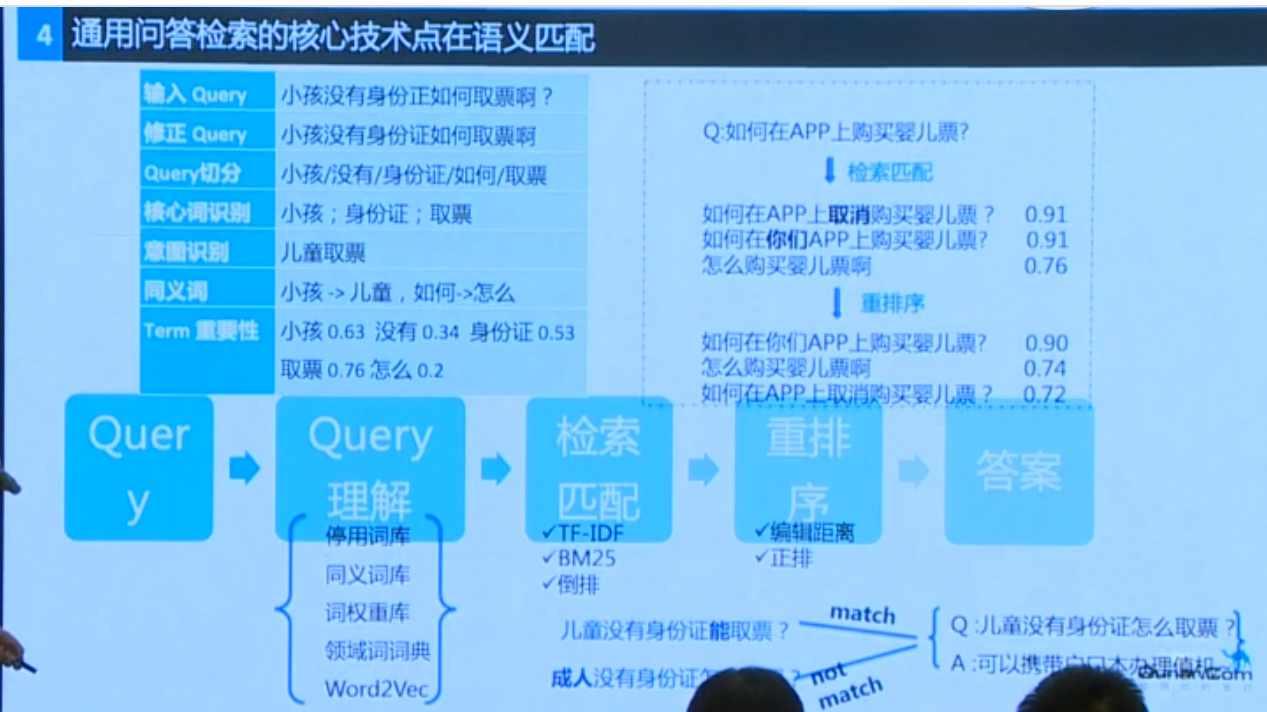 4 通用问答检索的核心技术点在语义匹配
输入 Query 小孩没有身份正如何取票啊？
修正 Query 小孩没有身份证如何取票啊
Query切分 小孩/没有/身份证/如何/取票
核心词识别 小孩；身份证；取票
意图识别 儿童取票
同义词 小孩 -> 儿童，如何->怎么
Term 重要性 小孩 0.63 没有 0.34 身份证 0.53
取票 0.76 怎么 0.2
Q:如何在APP上购买婴儿票?
检索匹配
如何在APP上取消购买婴儿票？ 0.91
如何在你们APP上购买婴儿票? 0.91
怎么购买婴儿票啊 0.76
重排序
如何在你们APP上购买婴儿票? 0.90
怎么购买婴儿票啊 0.74
如何在APP上取消购买婴儿票？ 0.72
Quer
y
Query
理解
检索
匹配
重排
序
答案
停用词库
同义词库
词权重库
领域词词典
Word2Vec
✓TF-IDF
✓BM25
✓倒排
✓编辑距离
✓正排
儿童没有身份证能取票？
成人没有身份证
match
not
match
Q :儿童没有身份证怎么取票？
A :可以携带户口本办理值机
Qunar.Com